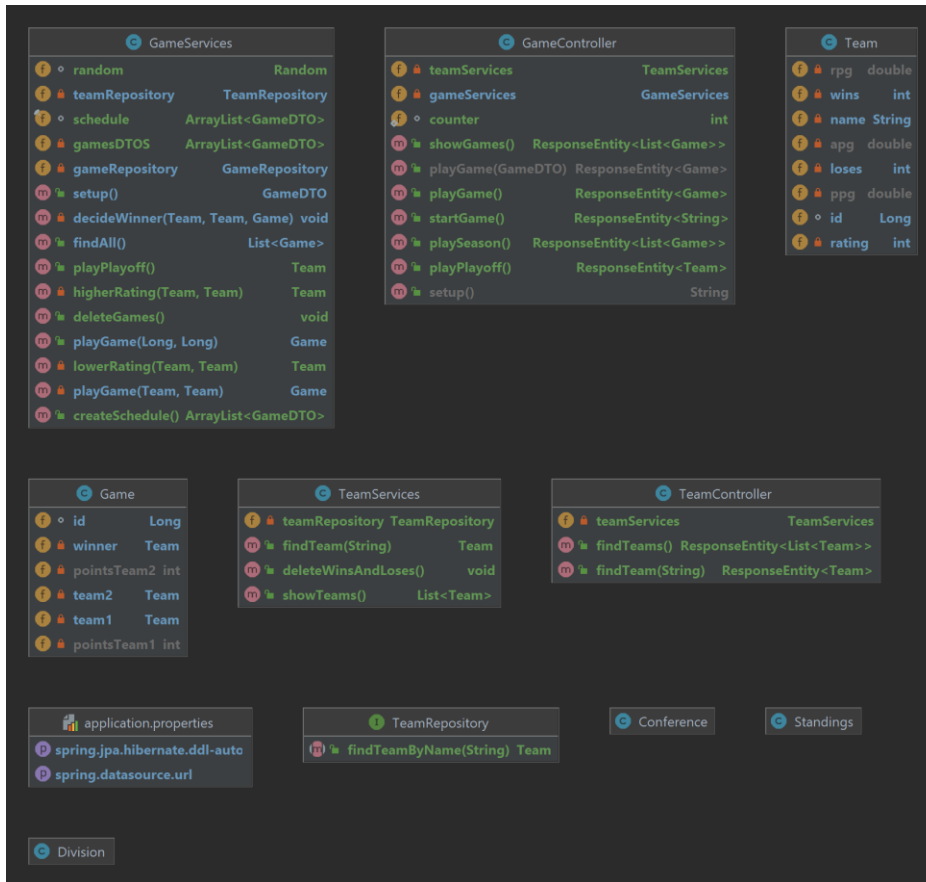 GameServices
random Random
teamRepository TeamRepository
schedule ArrayList<GameDTO>
gamesDTOS ArrayList<GameDTO>
gameRepository GameRepository
setup() GameDTO
decideWinner(Team, Team, Game) void
findAll() List<Game>
playPlayoff() Team
higherRating(Team, Team) Team
deleteGames() void
playGame(Long, Long) Game
lowerRating(Team, Team) Team
playGame(Team, Team) Game
createSchedule() ArrayList<GameDTO>
GameController
teamServices TeamServices
gameServices GameServices
counter int
showGames() ResponseEntity<List<Game>>
playGame(GameDTO) ResponseEntity<Game>
playGame() ResponseEntity<Game>
startGame() ResponseEntity<String>
playSeason() ResponseEntity<List<Game>>
playPlayoff() ResponseEntity<Team>
setup() String
Team
rpg double
wins int
name String
apg double
loses int
ppg double
id Long
rating int
Game
id Long
winner Team
pointsTeam2 int
team2 Team
team1 Team
pointsTeam1 int
TeamServices
teamRepository TeamRepository
findTeam(String) Team
deleteWinsAndLoses() void
showTeams() List<Team>
TeamController
teamServices TeamServices
findTeams() ResponseEntity<List<Team>>
findTeam(String) ResponseEntity<Team>
application.properties
spring.jpa.hibernate.ddl-auto
spring.datasource.url
TeamRepository
findTeamByName(String) Team
Conference
Standings
Division